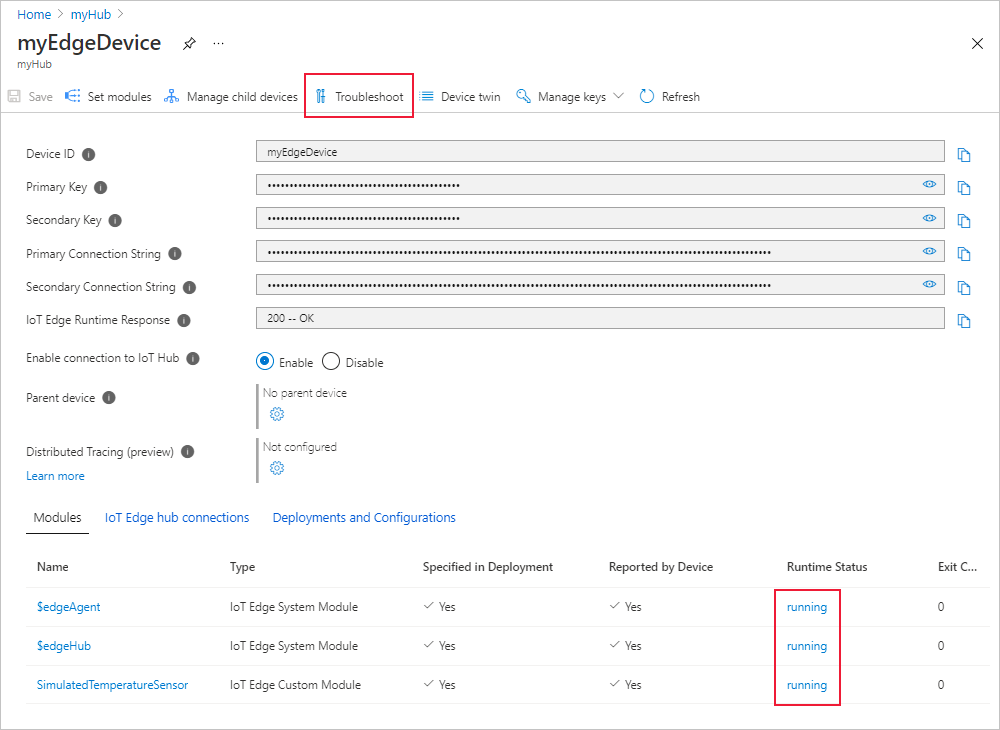 Home > myHub >
myEdgeDevice ...
myHub
Save Set modules Manage child devices Troubleshoot Device twin Manage keys Refresh
Device ID myEdgeDevice
Primary Key
Secondary Key
Primary Connection String
Secondary Connection String
IoT Edge Runtime Response 200 -- OK
Enable connection to IoT Hub Enable Disable
Parent device No parent device
Distributed Tracing (preview) Not configured
Learn more
Modules IoT Edge hub connections Deployments and Configurations
Name Type Specified in Deployment Reported by Device Runtime Status Exit C...
$edgeAgent IoT Edge System Module Yes Yes running 0
$edgeHub IoT Edge System Module Yes Yes running 0
SimulatedTemperatureSensor IoT Edge Custom Module Yes Yes running 0